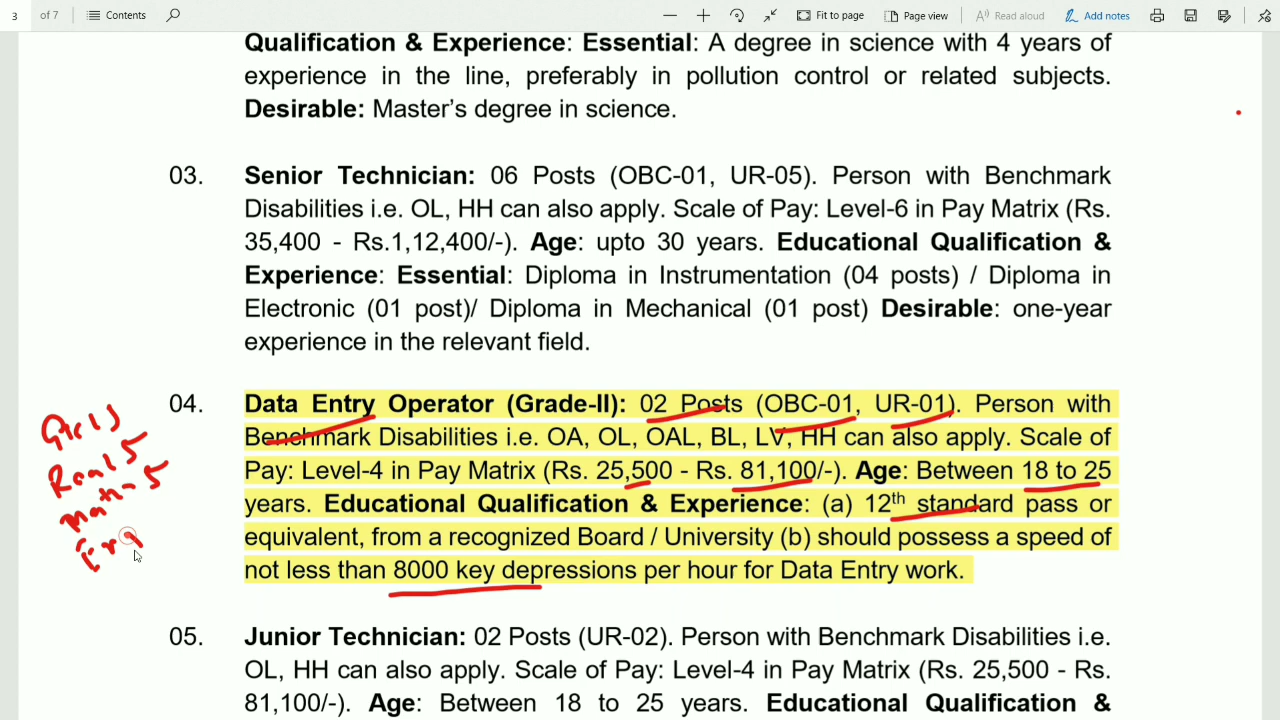 3 of 7 Contents Fit to page Page view Read aloud Add notes
Qualification & Experience: Essential: A degree in science with 4 years of
experience in the line, preferably in pollution control or related subjects.
Desirable: Master’s degree in science.
03. Senior Technician: 06 Posts (OBC-01, UR-05). Person with Benchmark
Disabilities i.e. OL, HH can also apply. Scale of Pay: Level-6 in Pay Matrix (Rs.
35,400 - Rs.1,12,400/-). Age: upto 30 years. Educational Qualification &
Experience: Essential: Diploma in Instrumentation (04 posts) / Diploma in
Electronic (01 post)/ Diploma in Mechanical (01 post) Desirable: one-year
experience in the relevant field.
04. Data Entry Operator (Grade-II): 02 Posts (OBC-01, UR-01). Person with
Benchmark Disabilities i.e. OA, OL, OAL, BL, LV, HH can also apply. Scale of
Pay: Level-4 in Pay Matrix (Rs. 25,500 - Rs. 81,100/-). Age: Between 18 to 25
years. Educational Qualification & Experience: (a) 12th standard pass or
equivalent, from a recognized Board / University (b) should possess a speed of
not less than 8000 key depressions per hour for Data Entry work.
05. Junior Technician: 02 Posts (UR-02). Person with Benchmark Disabilities i.e.
OL, HH can also apply. Scale of Pay: Level-4 in Pay Matrix (Rs. 25,500 - Rs.
81,100/-). Age: Between 18 to 25 years. Educational Qualification &